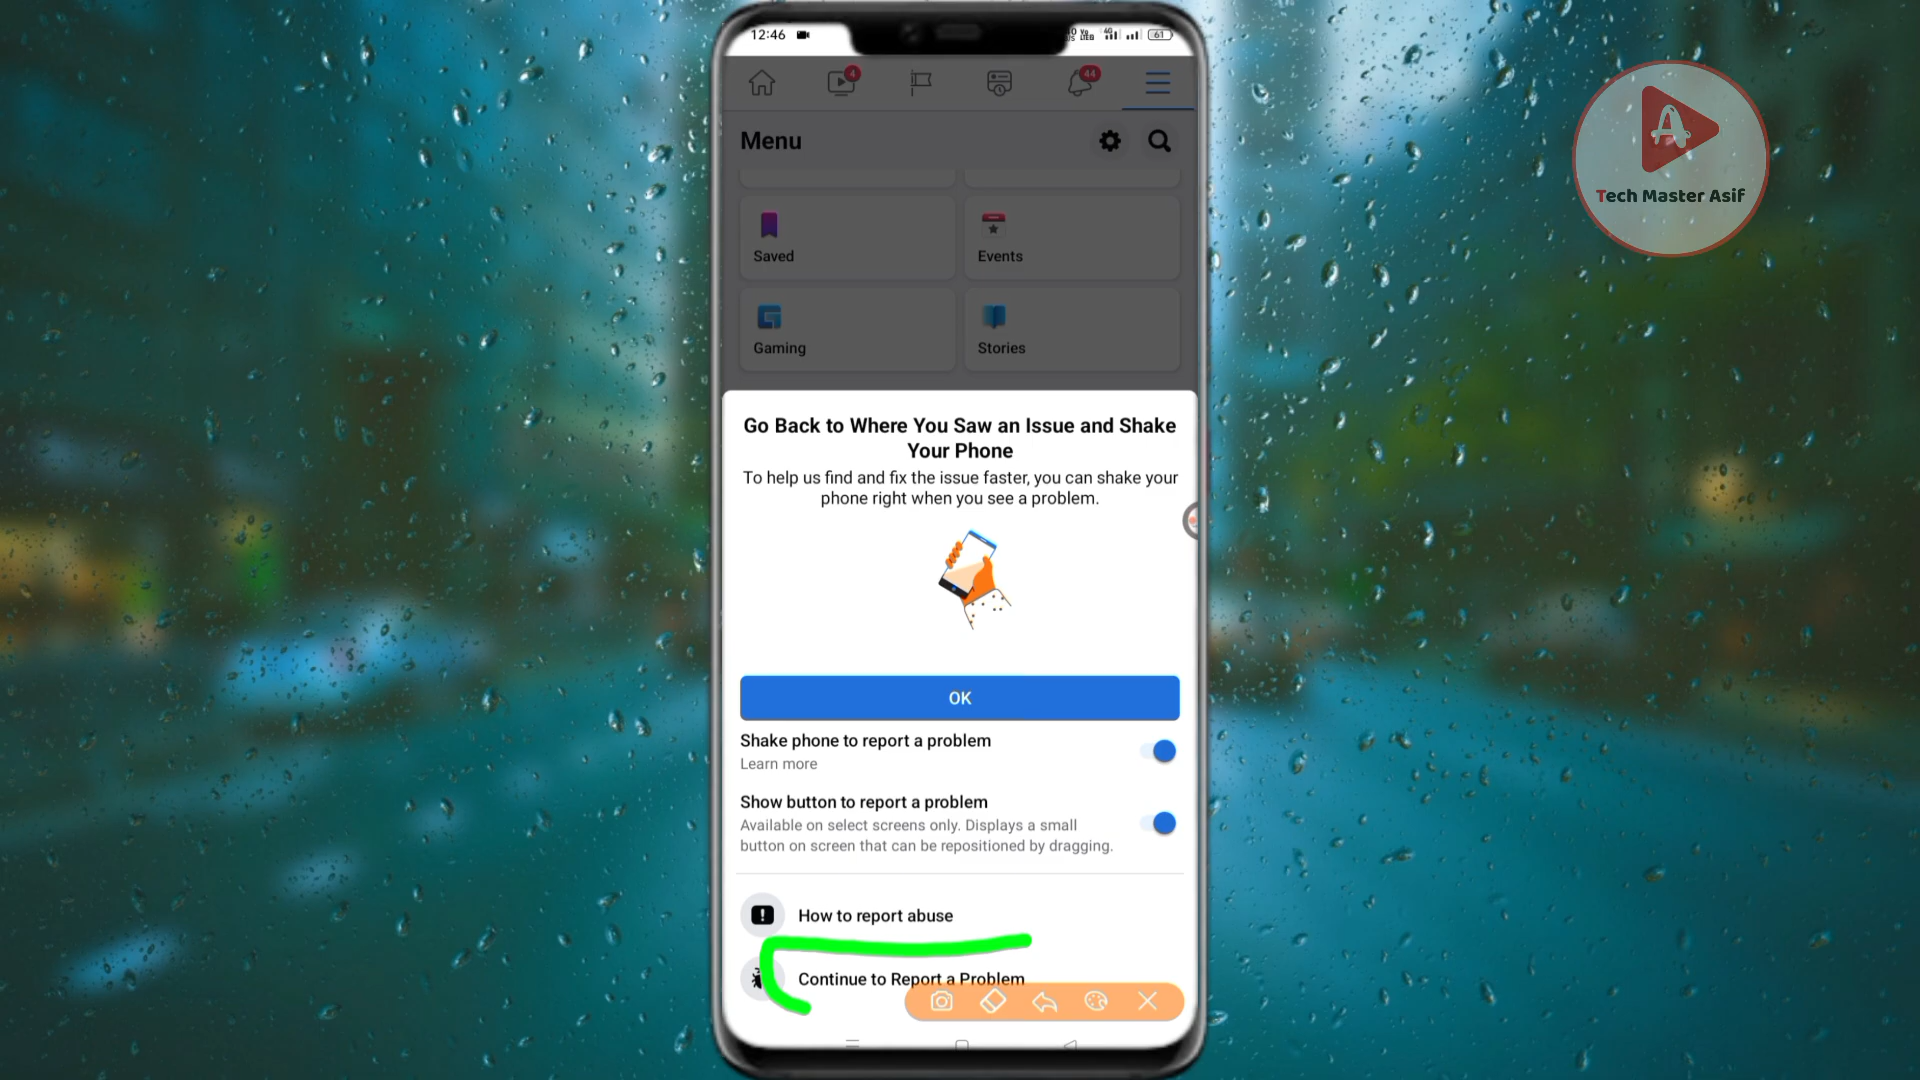 12:46
61
4
44
Menu
Saved
Events
Gaming
Stories
Go Back to Where You Saw an Issue and Shake
Your Phone
To help us find and fix the issue faster, you can shake your
phone right when you see a problem.
OK
Shake phone to report a problem
Learn more
Show button to report a problem
Available on select screens only. Displays a small
button on screen that can be repositioned by dragging.
How to report abuse
Continue to Report a Problem
A
Tech Master Asif